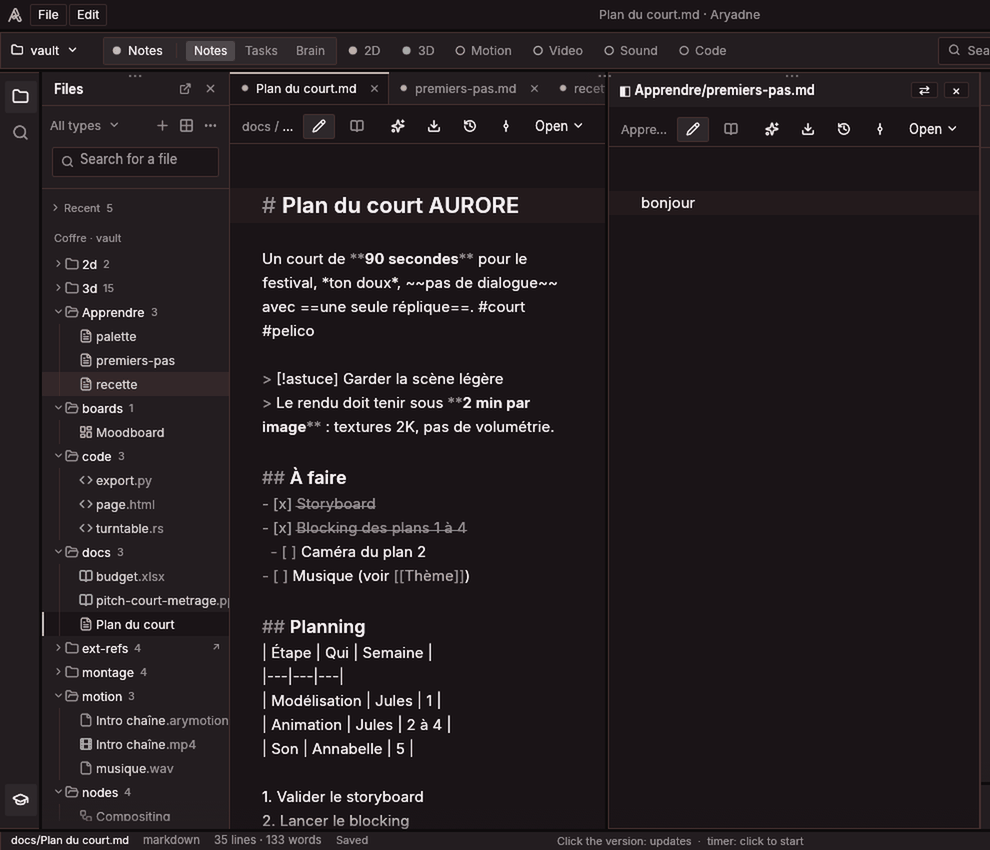 File Edit Plan du court.md · Aryadne
vault Notes Notes Tasks Brain 2D 3D Motion Video Sound Code Sea
Files
All types
Search for a file
Recent 5
Coffre · vault
2d 2
3d 15
Apprendre 3
palette
premiers-pas
recette
boards 1
Moodboard
code 3
export.py
page.html
turntable.rs
docs 3
budget.xlsx
pitch-court-metrage.pp
Plan du court
ext-refs 4
montage 4
motion 3
Intro chaîne.arymotion
Intro chaîne.mp4
musique.wav
nodes 4
Compositing
Plan du court.md premiers-pas.md recet
docs / ... Open
# Plan du court AURORE
Un court de **90 secondes** pour le
festival, *ton doux*, ~~pas de dialogue~~
avec ==une seule réplique==. #court
#pelico
> [!astuce] Garder la scène légère
> Le rendu doit tenir sous **2 min par
image** : textures 2K, pas de volumétrie.
## À faire
- [x] Storyboard
- [x] Blocking des plans 1 à 4
- [ ] Caméra du plan 2
- [ ] Musique (voir [[Thème]])
## Planning
| Étape | Qui | Semaine |
|---|---|---|
| Modélisation | Jules | 1 |
| Animation | Jules | 2 à 4 |
| Son | Annabelle | 5 |
1. Valider le storyboard
2. Lancer le blocking
Apprendre/premiers-pas.md
Appre... Open
bonjour
docs/Plan du court.md markdown 35 lines · 133 words Saved Click the version: updates · timer: click to start